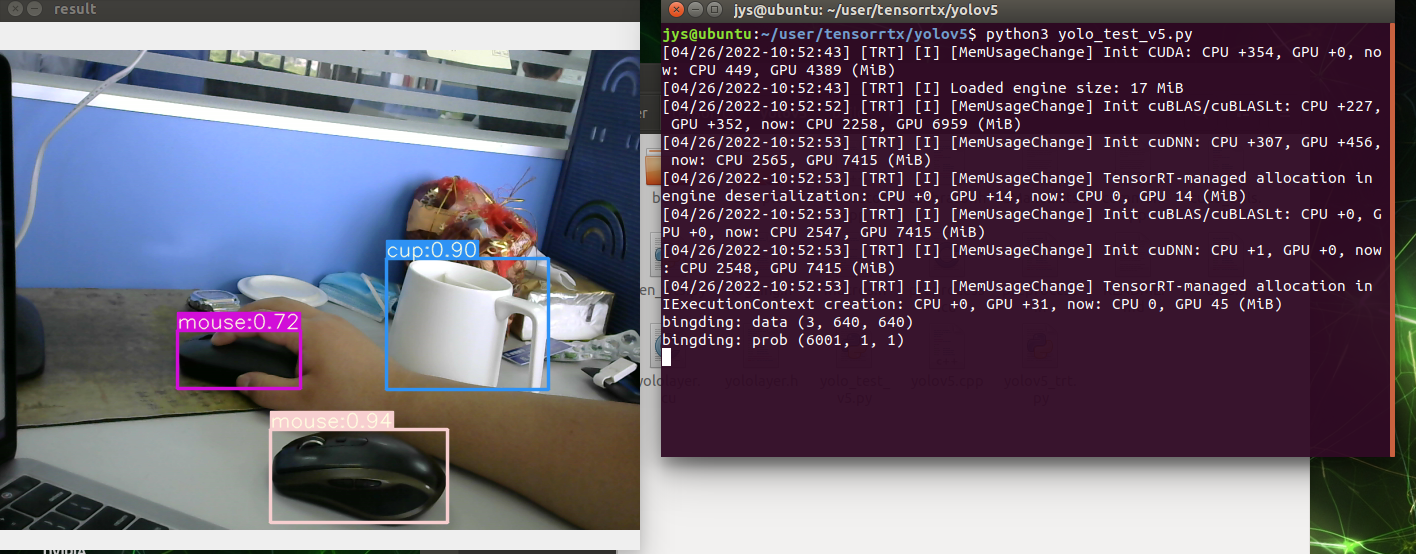 result
cup:0.90
mouse:0.72
mouse:0.94
jys@ubuntu: ~/user/tensorrtx/yolov5
jys@ubuntu:~/user/tensorrtx/yolov5$ python3 yolo_test_v5.py
[04/26/2022-10:52:43] [TRT] [I] [MemUsageChange] Init CUDA: CPU +354, GPU +0, no
w: CPU 449, GPU 4389 (MiB)
[04/26/2022-10:52:43] [TRT] [I] Loaded engine size: 17 MiB
[04/26/2022-10:52:52] [TRT] [I] [MemUsageChange] Init cuBLAS/cuBLASLt: CPU +227,
 GPU +352, now: CPU 2258, GPU 6959 (MiB)
[04/26/2022-10:52:53] [TRT] [I] [MemUsageChange] Init cuDNN: CPU +307, GPU +456,
 now: CPU 2565, GPU 7415 (MiB)
[04/26/2022-10:52:53] [TRT] [I] [MemUsageChange] TensorRT-managed allocation in
engine deserialization: CPU +0, GPU +14, now: CPU 0, GPU 14 (MiB)
[04/26/2022-10:52:53] [TRT] [I] [MemUsageChange] Init cuBLAS/cuBLASLt: CPU +0, G
PU +0, now: CPU 2547, GPU 7415 (MiB)
[04/26/2022-10:52:53] [TRT] [I] [MemUsageChange] Init cuDNN: CPU +1, GPU +0, now
: CPU 2548, GPU 7415 (MiB)
[04/26/2022-10:52:53] [TRT] [I] [MemUsageChange] TensorRT-managed allocation in
IExecutionContext creation: CPU +0, GPU +31, now: CPU 0, GPU 45 (MiB)
bingding: data (3, 640, 640)
bingding: prob (6001, 1, 1)
yololayer.h
yolo_test_
v5.py
yolov5.cpp
yolov5_trt.
py